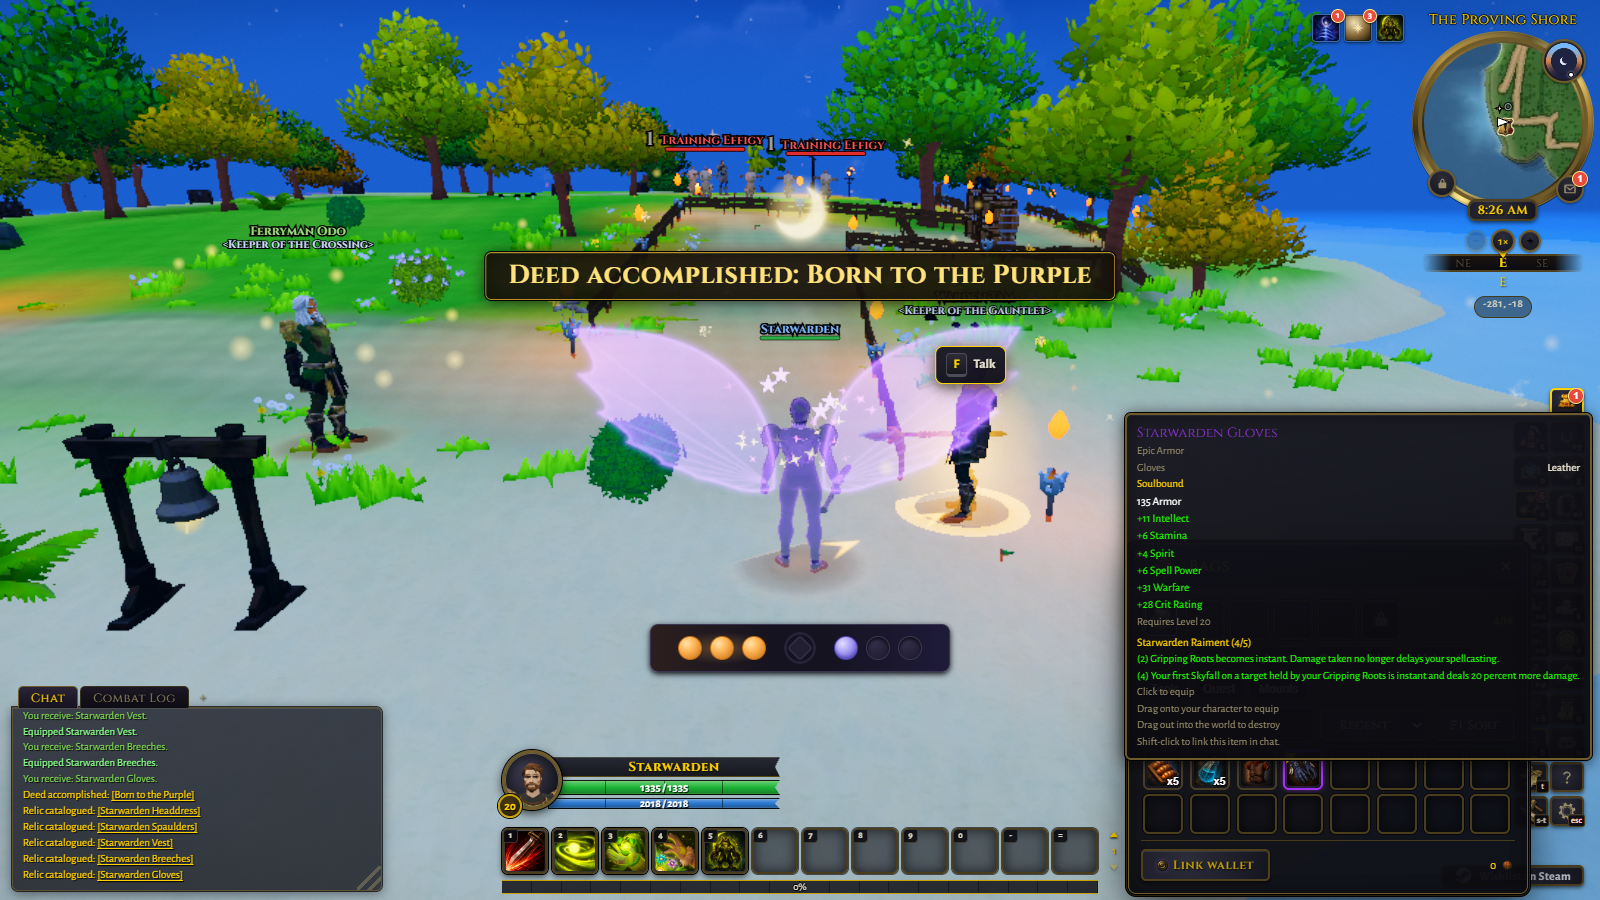 1
3
The Proving Shore
1
8:26 AM
1×
NE
E
SE
E
-281, -18
1 Training Effigy
1 Training Effigy
Ferryman Odo
<Keeper of the Crossing>
Deed accomplished: Born to the Purple
<Keeper of the Gauntlet>
Starwarden
F Talk
1
Starwarden Gloves
Epic Armor
Gloves
Leather
Soulbound
135 Armor
+11 Intellect
+6 Stamina
+4 Spirit
+6 Spell Power
+31 Warfare
+28 Crit Rating
Requires Level 20
Starwarden Raiment (4/5)
(2) Gripping Roots becomes instant. Damage taken no longer delays your spellcasting.
(4) Your first Skyfall on a target held by your Gripping Roots is instant and deals 20 percent more damage.
Click to equip
Drag onto your character to equip
Drag out into the world to destroy
Shift-click to link this item in chat.
x5
x5
t
?
s-t
esc
Link Wallet
0
Steam
Chat
Combat Log
+
You receive: Starwarden Vest.
Equipped Starwarden Vest.
You receive: Starwarden Breeches.
Equipped Starwarden Breeches.
You receive: Starwarden Gloves.
Deed accomplished: [Born to the Purple]
Relic catalogued: [Starwarden Headdress]
Relic catalogued: [Starwarden Spaulders]
Relic catalogued: [Starwarden Vest]
Relic catalogued: [Starwarden Breeches]
Relic catalogued: [Starwarden Gloves]
Starwarden
1335 / 1335
2018 / 2018
20
1 2 3 4 5 6 7 8 9 0 - =
1
0%